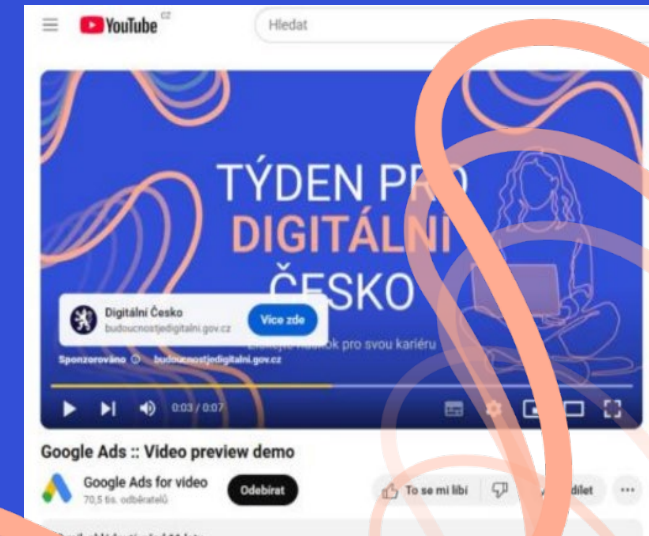 YouTube CZ
Hledat
TÝDEN PRO
DIGITÁLNÍ
ČESKO
Digitální Česko
budoucnostjedigitalni.gov.cz
Více zde
pro svou kariéru
Sponzorováno budoucnostjedigitalni.gov.cz
0:03 / 0:07
Google Ads :: Video preview demo
Google Ads for video
70,5 tis. odběratelů
Odebírat
To se mi líbí